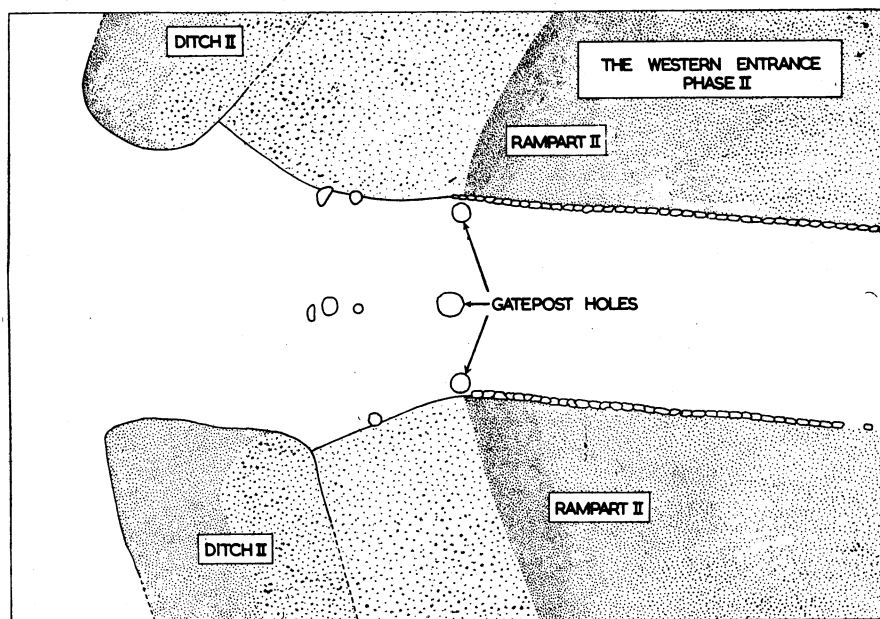 DITCH II
THE WESTERN ENTRANCE
PHASE II
RAMPART II
GATEPOST HOLES
RAMPART II
DITCH II